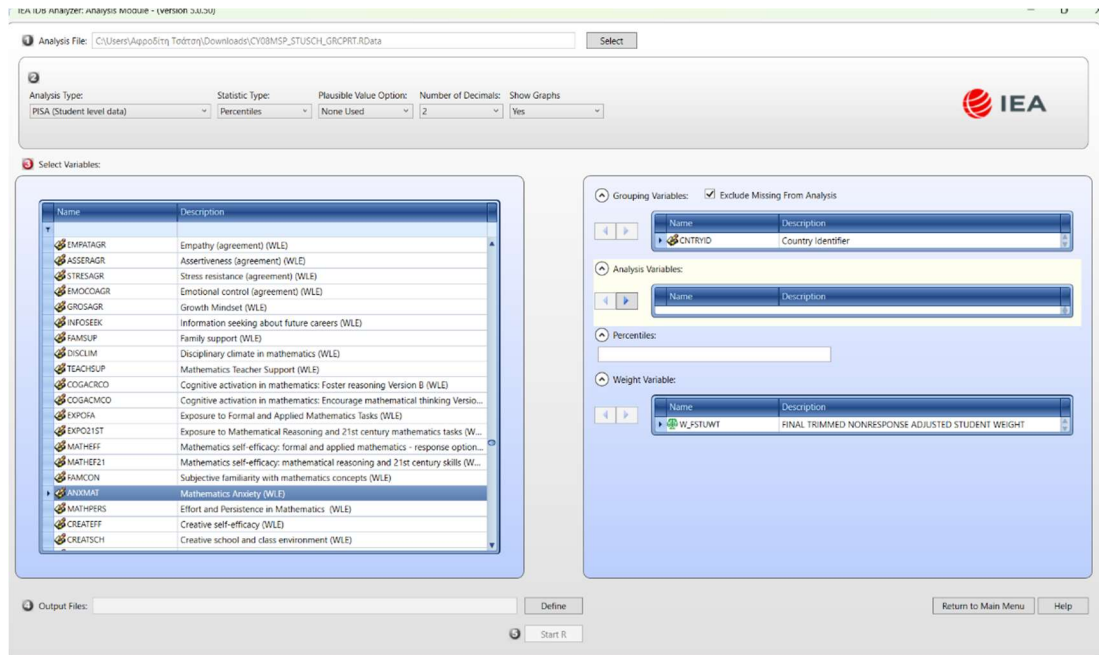 IEA IDB Analyzer: Analysis Module - (Version 5.0.50)
1 Analysis File: C:\Users\Αφροδίτη Τσάτση\Downloads\CY08MSP_STUSCH_GRCPRT.RData Select
2
Analysis Type: Statistic Type: Plausible Value Option: Number of Decimals: Show Graphs
PISA (Student level data) Percentiles None Used 2 Yes
IEA
3 Select Variables:
Name Description
EMPATAGR Empathy (agreement) (WLE)
ASSERAGR Assertiveness (agreement) (WLE)
STRESAGR Stress resistance (agreement) (WLE)
EMOCOAGR Emotional control (agreement) (WLE)
GROSAGR Growth Mindset (WLE)
INFOSEEK Information seeking about future careers (WLE)
FAMSUP Family support (WLE)
DISCLIM Disciplinary climate in mathematics (WLE)
TEACHSUP Mathematics Teacher Support (WLE)
COGACRCO Cognitive activation in mathematics: Foster reasoning Version B (WLE)
COGACMCO Cognitive activation in mathematics: Encourage mathematical thinking Versio...
EXPOFA Exposure to Formal and Applied Mathematics Tasks (WLE)
EXPO21ST Exposure to Mathematical Reasoning and 21st century mathematics tasks (W...
MATHEFF Mathematics self-efficacy: formal and applied mathematics - response option...
MATHEF21 Mathematics self-efficacy: mathematical reasoning and 21st century skills (W...
FAMCON Subjective familiarity with mathematics concepts (WLE)
ANXMAT Mathematics Anxiety (WLE)
MATHPERS Effort and Persistence in Mathematics (WLE)
CREATEFF Creative self-efficacy (WLE)
CREATSCH Creative school and class environment (WLE)
Grouping Variables: Exclude Missing From Analysis
Name Description
CNTRYID Country Identifier
Analysis Variables:
Name Description
Percentiles:
Weight Variable:
Name Description
W_FSTUWT FINAL TRIMMED NONRESPONSE ADJUSTED STUDENT WEIGHT
4 Output Files: Define
Return to Main Menu Help
5 Start R